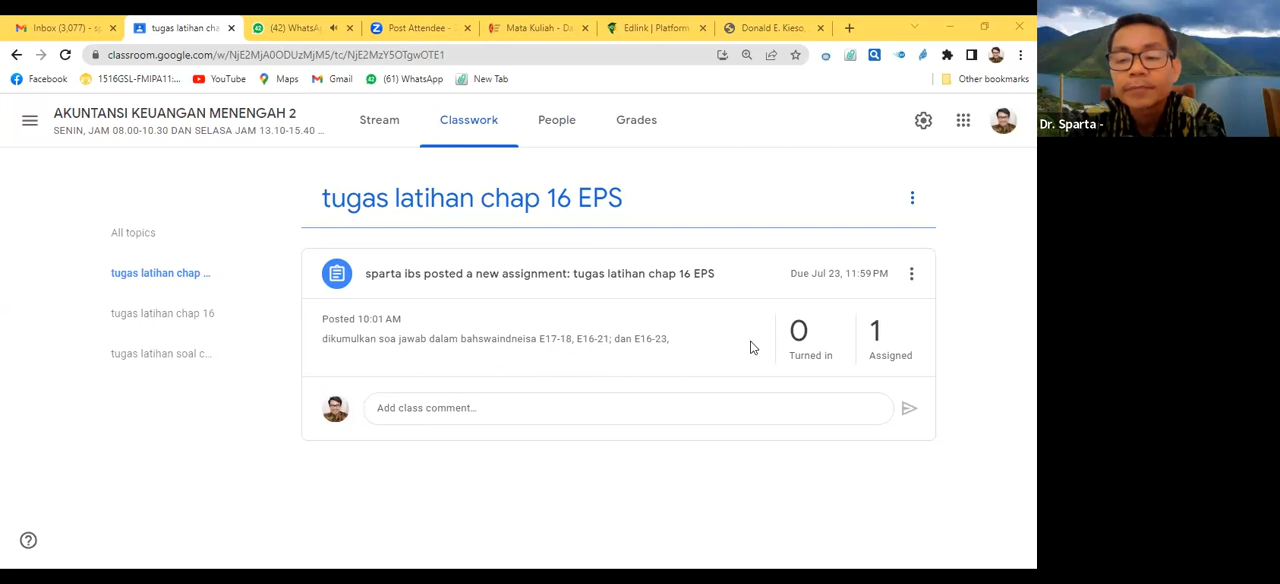 Inbox (3,077) - s
tugas latihan cha
(42) WhatsA
Post Attendee -
Mata Kuliah - Da
Edlink | Platform
Donald E. Kieso,
classroom.google.com/w/NjE2MjA0ODUzMjM5/tc/NjE2MzY5OTgwOTE1
Facebook
1516GSL-FMIPA11:...
YouTube
Maps
Gmail
(61) WhatsApp
New Tab
Other bookmarks
AKUNTANSI KEUANGAN MENENGAH 2
SENIN, JAM 08.00-10.30 DAN SELASA JAM 13.10-15.40 ...
Stream
Classwork
People
Grades
Dr. Sparta -
tugas latihan chap 16 EPS
All topics
tugas latihan chap ...
tugas latihan chap 16
tugas latihan soal c...
sparta ibs posted a new assignment: tugas latihan chap 16 EPS
Due Jul 23, 11:59 PM
Posted 10:01 AM
dikumulkan soa jawab dalam bahswaindneisa E17-18, E16-21; dan E16-23,
0
Turned in
1
Assigned
Add class comment...